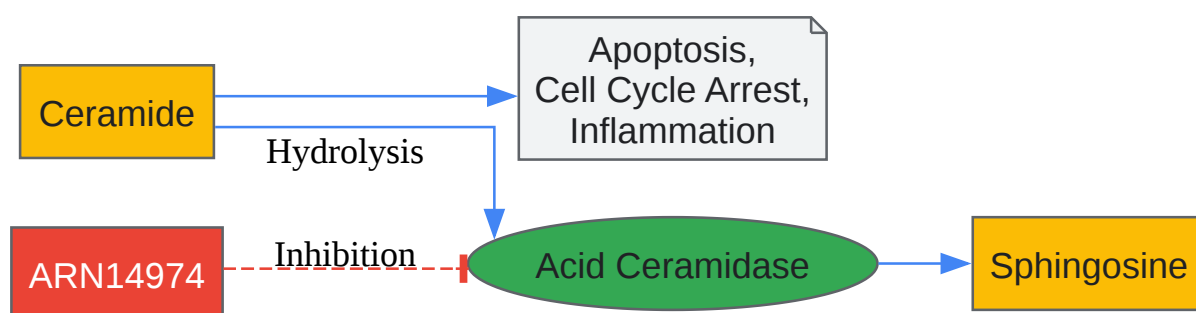 Apoptosis,
Cell Cycle Arrest,
Inflammation
Ceramide
Hydrolysis
ARN14974
Inhibition
Acid Ceramidase
Sphingosine